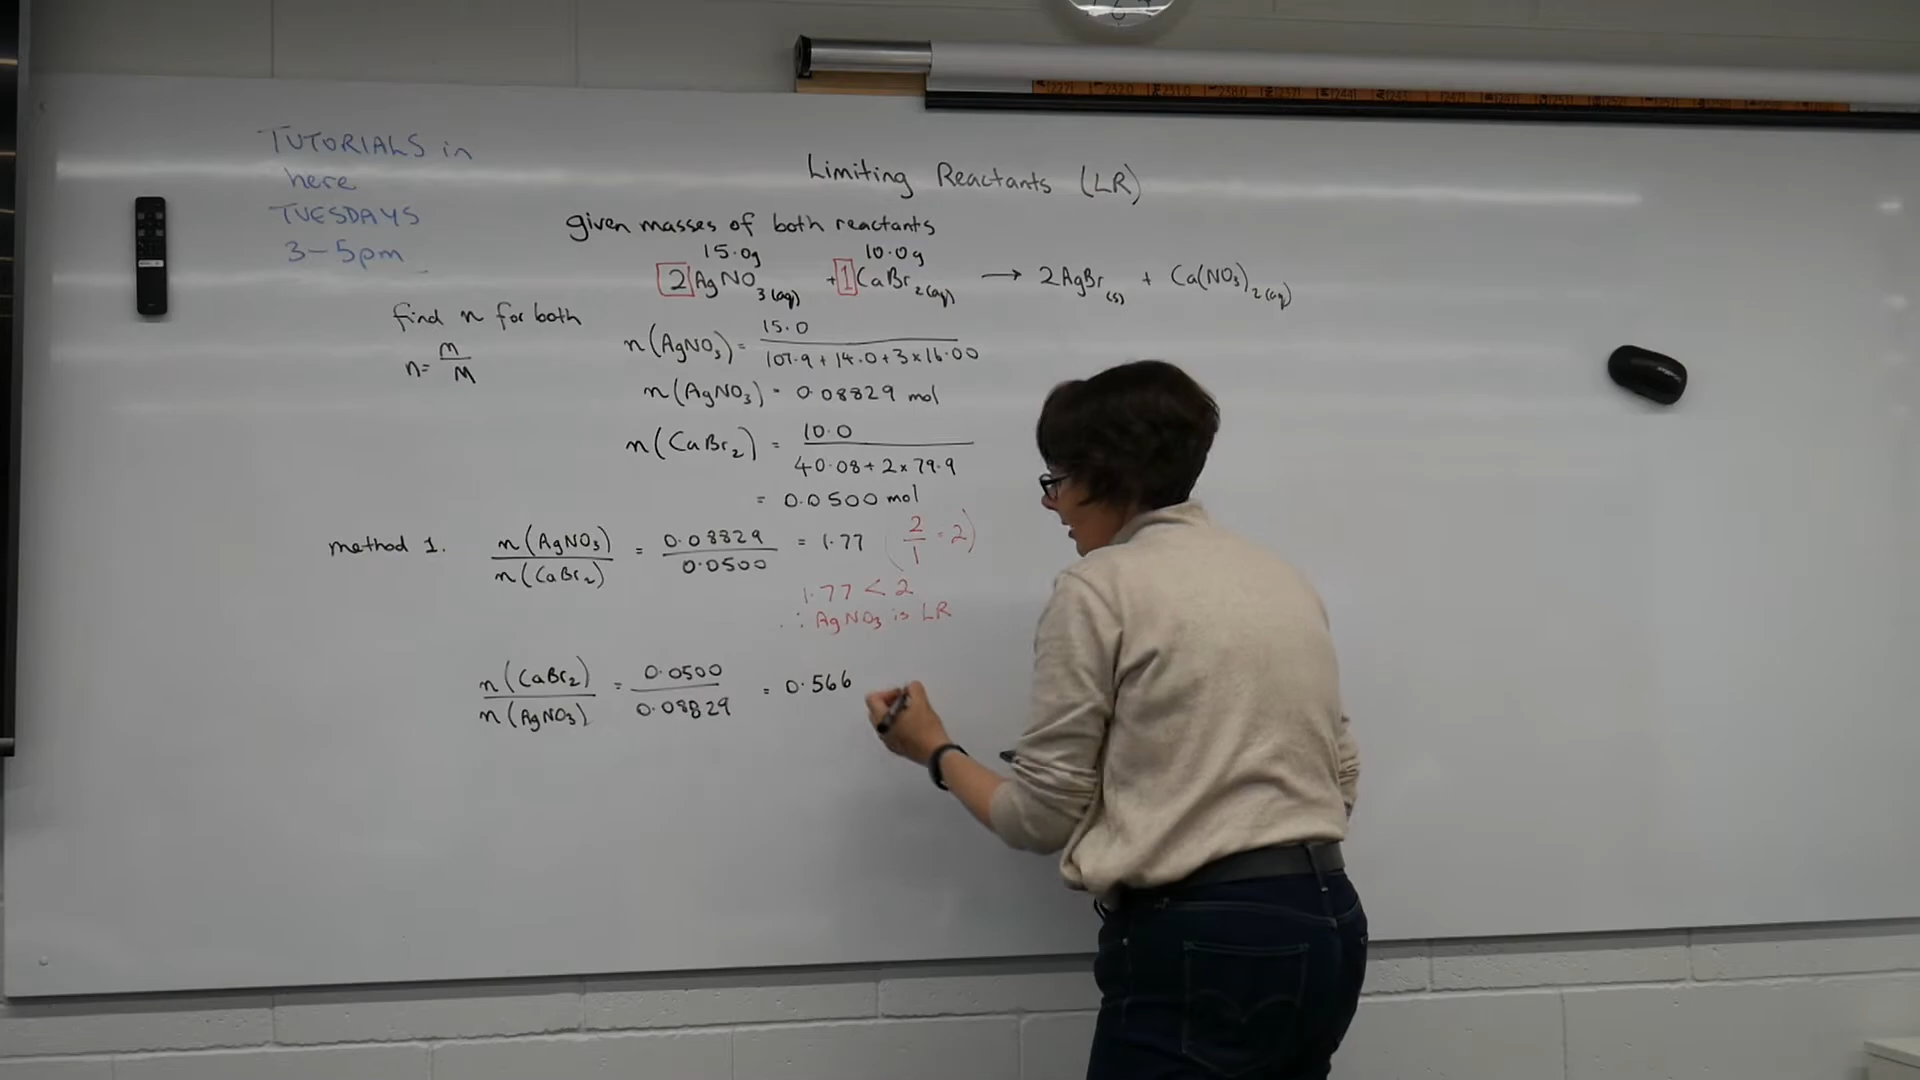 TUTORIALS in
here
TUESDAYS
3-5pm
Limiting Reactants (LR)
given masses of both reactants
15.0g 10.0g
2AgNO3(aq) + 1CaBr2(aq) → 2AgBr(s) + Ca(NO3)2(aq)
find n for both
n = m/M
n(AgNO3) = 15.0 / 107.9 + 14.0 + 3 x 16.00
n(AgNO3) = 0.08829 mol
n(CaBr2) = 10.0 / 40.08 + 2 x 79.9
= 0.0500 mol
method 1. n(AgNO3) / n(CaBr2) = 0.08829 / 0.0500 = 1.77 (2/1 = 2)
1.77 < 2
∴ AgNO3 is LR
n(CaBr2) / n(AgNO3) = 0.0500 / 0.08829 = 0.566